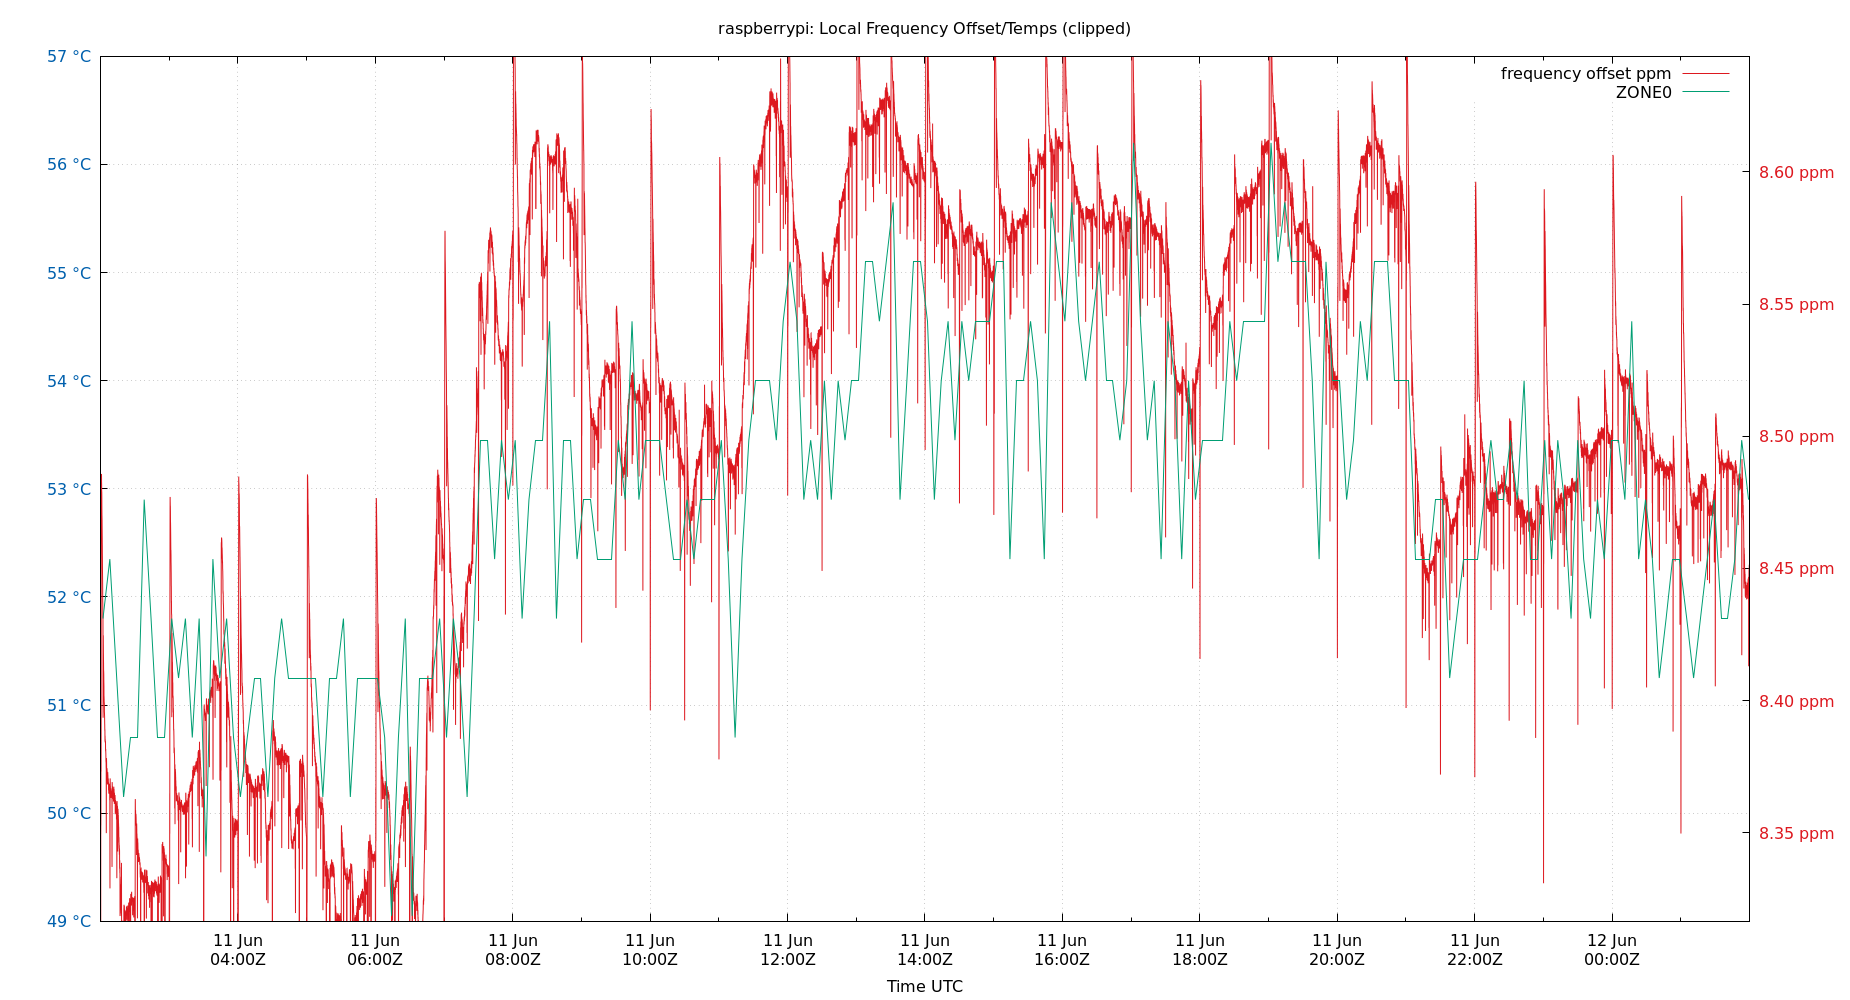 raspberrypi: Local Frequency Offset/Temps (clipped)
57 °C
56 °C
55 °C
54 °C
53 °C
52 °C
51 °C
50 °C
49 °C
frequency offset ppm
ZONE0
8.60 ppm
8.55 ppm
8.50 ppm
8.45 ppm
8.40 ppm
8.35 ppm
11 Jun
04:00Z
11 Jun
06:00Z
11 Jun
08:00Z
11 Jun
10:00Z
11 Jun
12:00Z
11 Jun
14:00Z
11 Jun
16:00Z
11 Jun
18:00Z
11 Jun
20:00Z
11 Jun
22:00Z
12 Jun
00:00Z
Time UTC